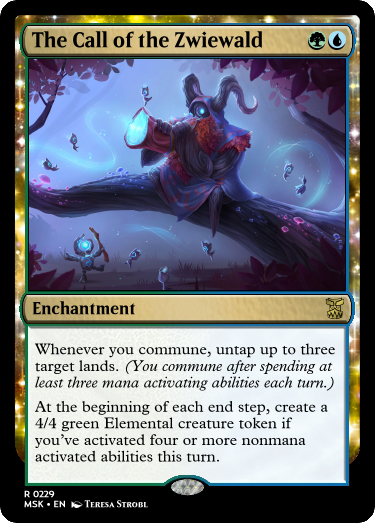 The Call of the Zwiewald
Enchantment
Whenever you commune, untap up to three
target lands. (You commune after spending at
least three mana activating abilities each turn.)
At the beginning of each end step, create a
4/4 green Elemental creature token if
you've activated four or more nonmana
activated abilities this turn.
R 0229
MSK • EN Teresa Strobl